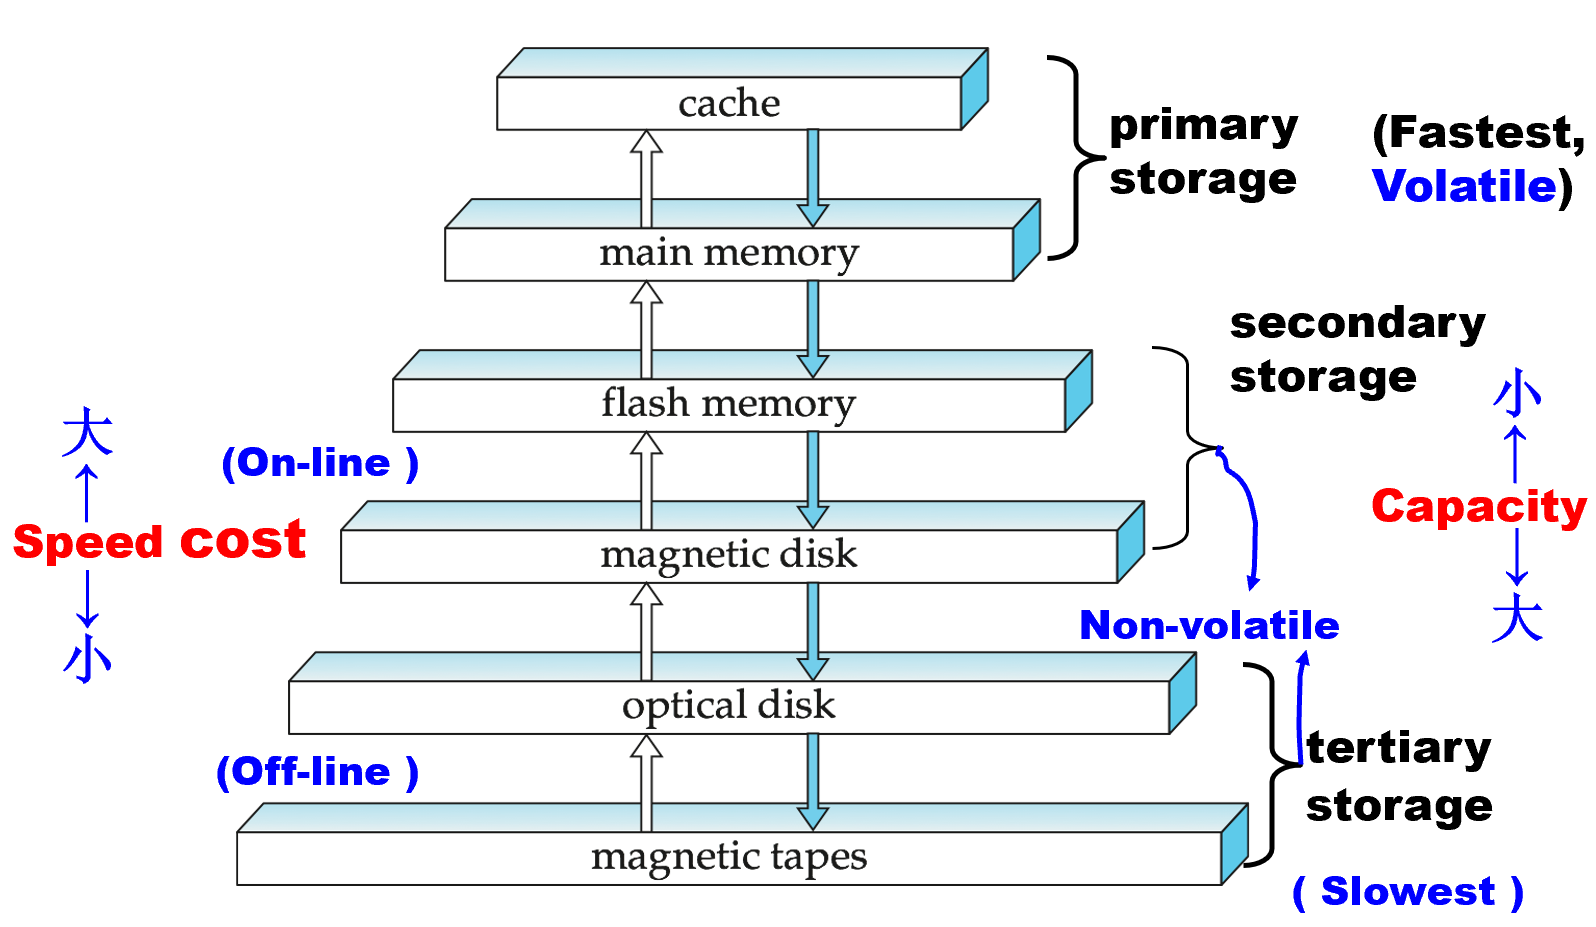 cache
primary
storage
(Fastest,
Volatile)
main memory
secondary
storage
flash memory
大
(On-line )
小
Speed cost
Capacity
magnetic disk
小
大
Non-volatile
optical disk
(Off-line )
tertiary
storage
magnetic tapes
( Slowest )